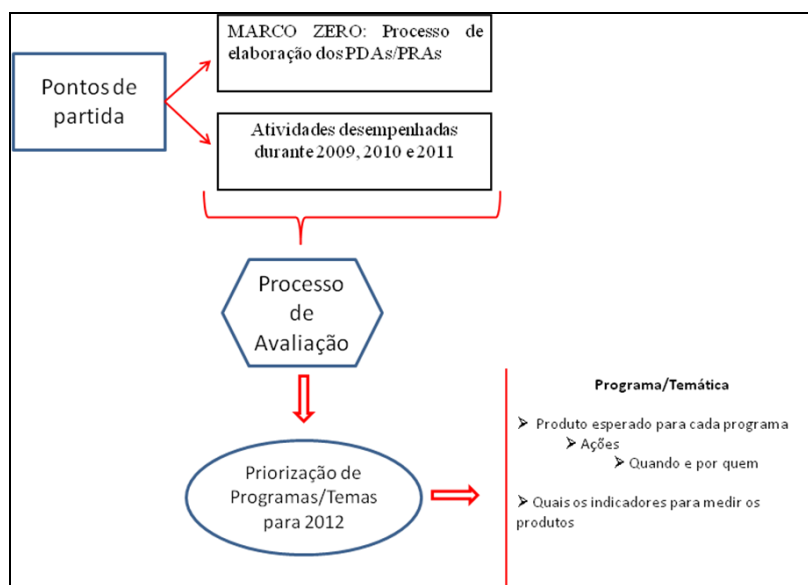 MARCO ZERO: Processo de
elaboração dos PDAs/PRAs
Pontos de
partida
Atividades desempenhadas
durante 2009, 2010 e 2011
Processo
de
Avaliação
Priorização de
Programas/Temas
para 2012
Programa/Temática
➢ Produto esperado para cada programa
➢ Ações
➢ Quando e por quem
➢ Quais os indicadores para medir os
produtos